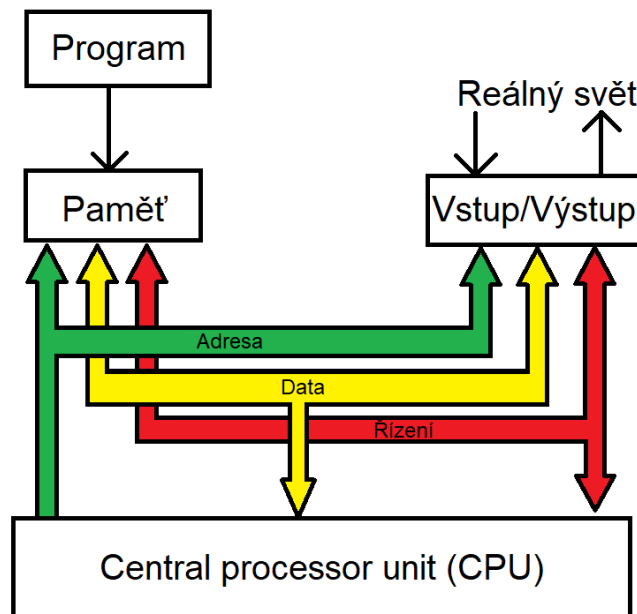 Program
Reálný svět
Paměť
Vstup/Výstup
Adresa
Data
Řízení
Central processor unit (CPU)